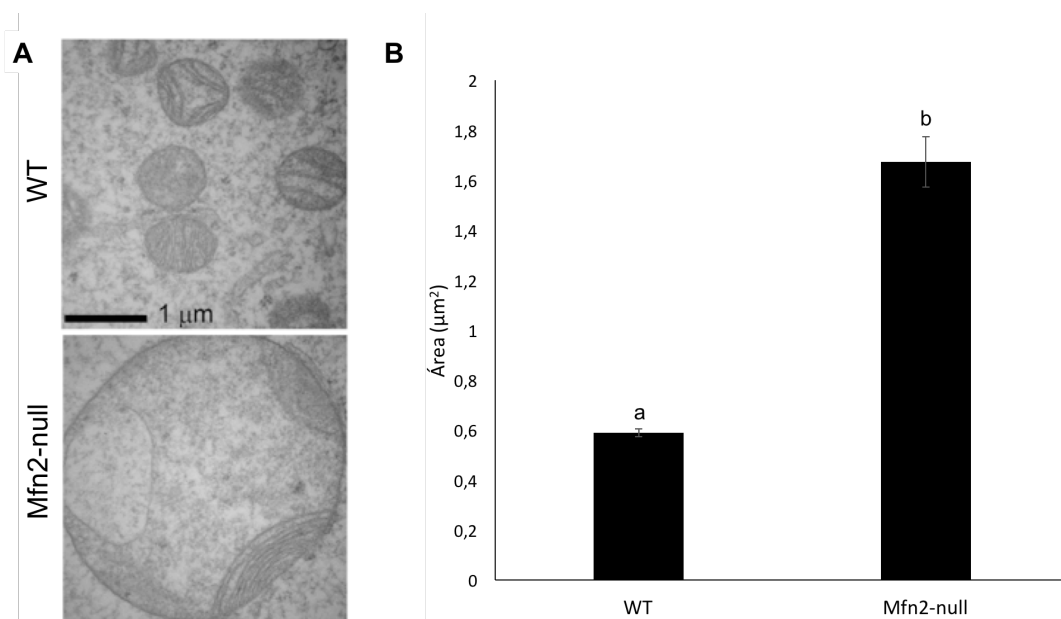 A
WT
1 μm
Mfn2-null
B
Área (μm²)
2
1,8
1,6
1,4
1,2
1
0,8
0,6
0,4
0,2
0
a
b
WT
Mfn2-null